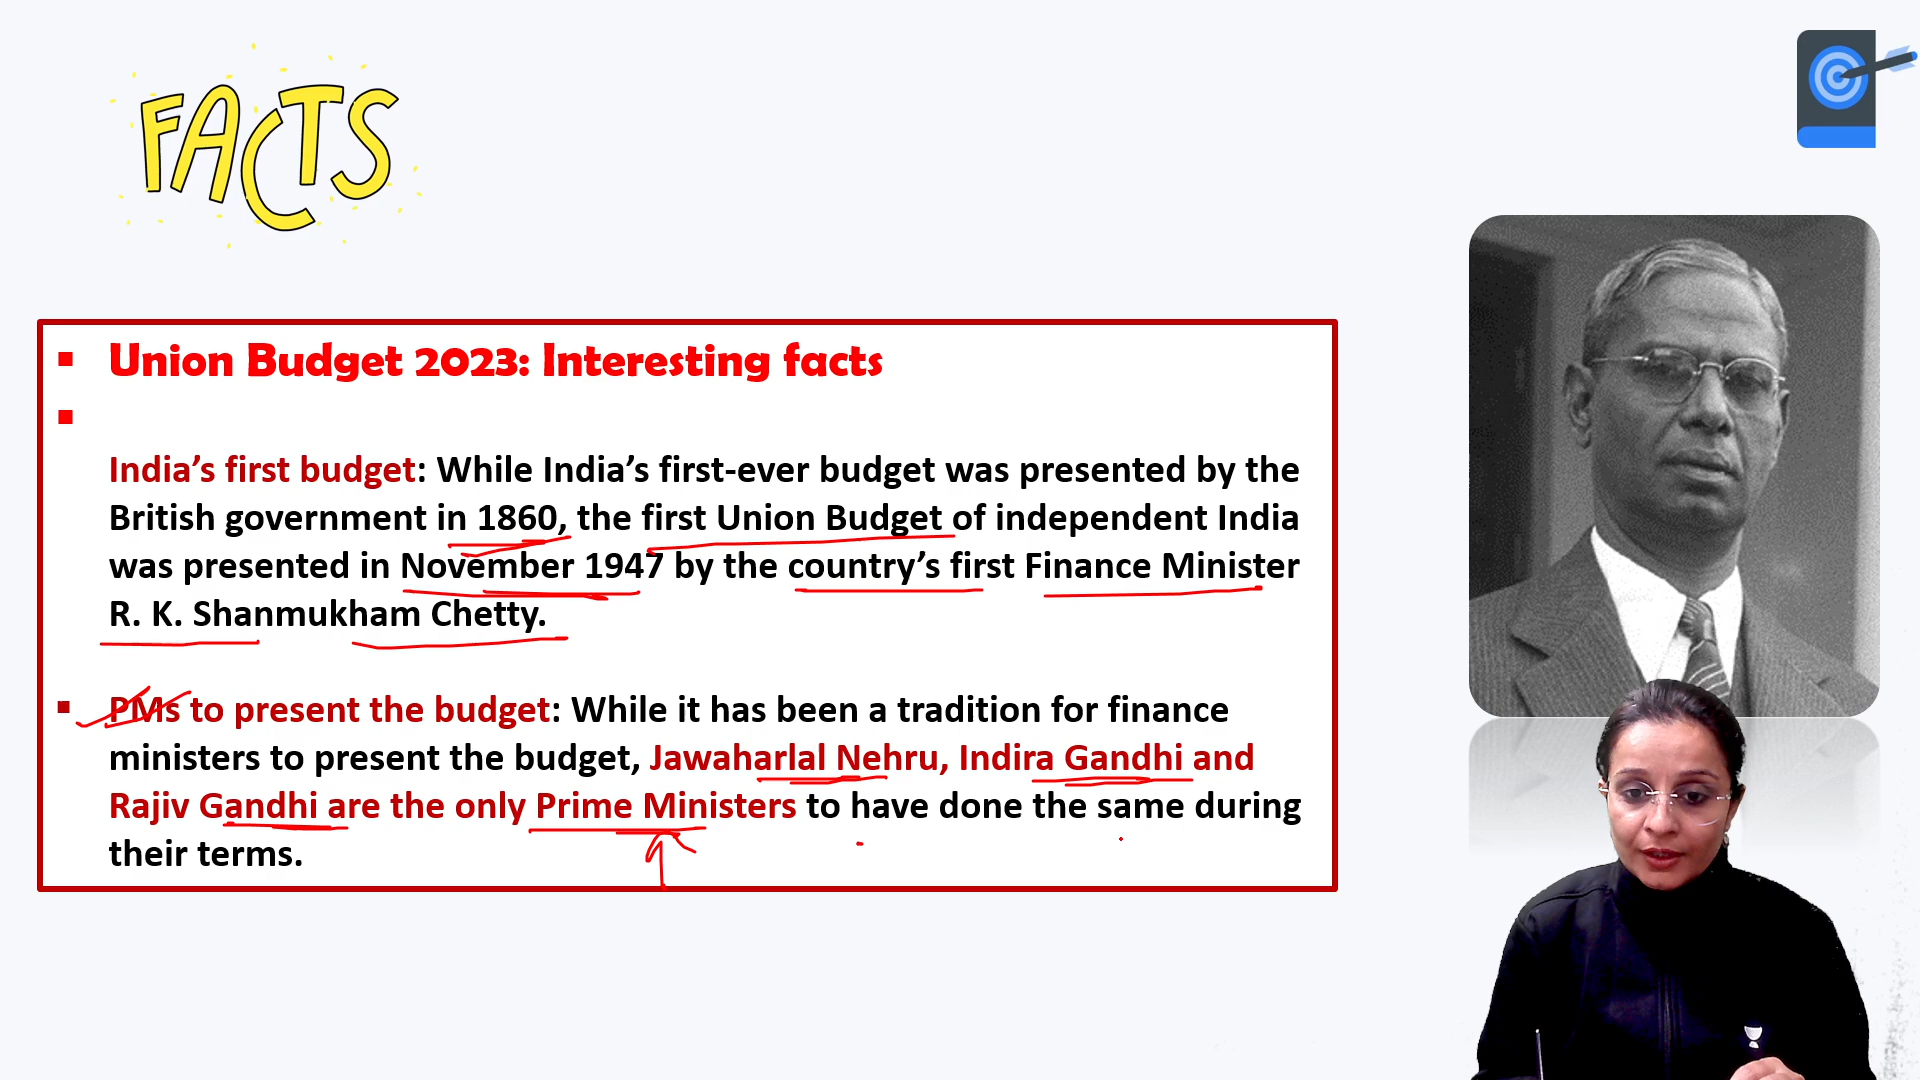 FACTS
Union Budget 2023: Interesting facts
India’s first budget: While India’s first-ever budget was presented by the
British government in 1860, the first Union Budget of independent India
was presented in November 1947 by the country’s first Finance Minister
R. K. Shanmukham Chetty.
PMs to present the budget: While it has been a tradition for finance
ministers to present the budget, Jawaharlal Nehru, Indira Gandhi and
Rajiv Gandhi are the only Prime Ministers to have done the same during
their terms.